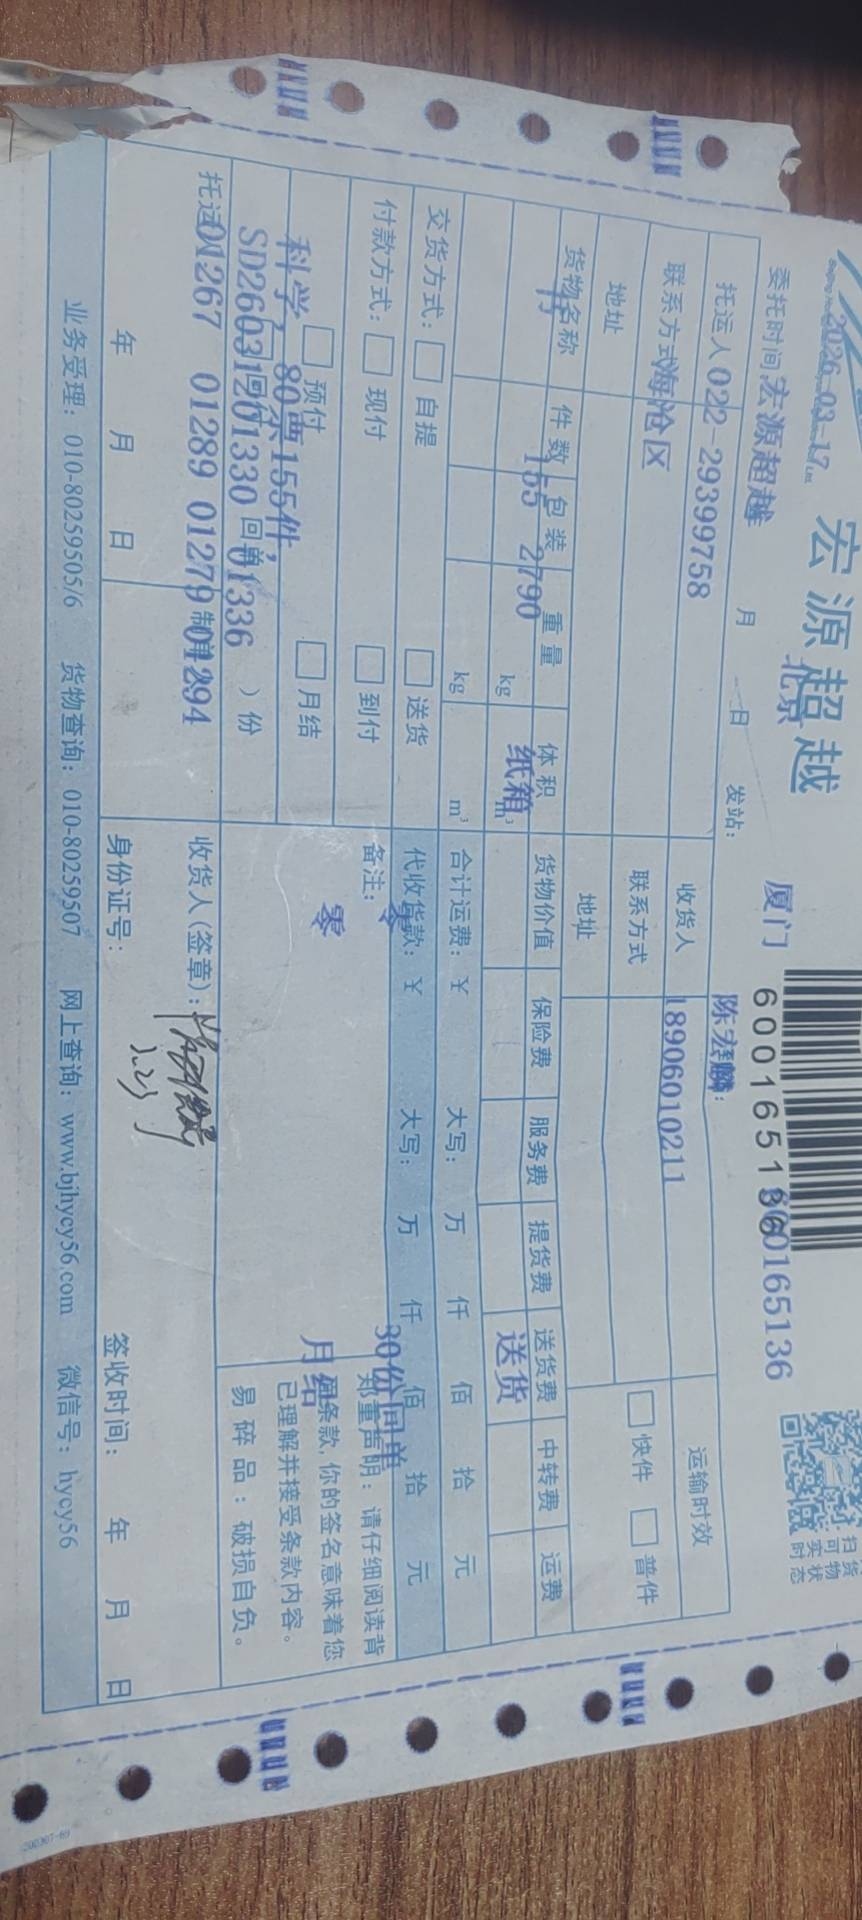 宏源超越
扫货
可物
实状
时态
2026-03-17
北京
厦门
6001651
600165136
委托时间:
宏源超越
月
日
发站:
陈宏麟
托运人
022-29399758
收货人
运输时效
联系方式
海沧区
联系方式
18906010211
快件
普件
地址
地址
货物名称
件数
包装
重量
体积
货物价值
保险费
服务费
提货费
送货费
中转费
运费
155
2790
kg
纸箱
m³
送货
kg
m³
合计运费: ¥
大写: 万 仟 佰 拾 元
交货方式: 自提 送货
代收货款: ¥
大写: 万 仟 佰 拾 元
零
30份回单
付款方式: 现付 到付
备注:
郑重声明: 请仔细阅读背
预付
月结
零
月结
面条款,你的签名意味着您
已理解并接受条款内容。
科学,80票155件,
回单
) 份
易碎品: 破损自负。
SD26031201330 01336
托运
01267 01289 01279 01294
制单
收货人(签章):
年 月 日
身份证号:
签收时间: 年 月 日
业务受理: 010-80259505/6 货物查询: 010-80259507 网上查询: www.bjhycy56.com 微信号: hycy56